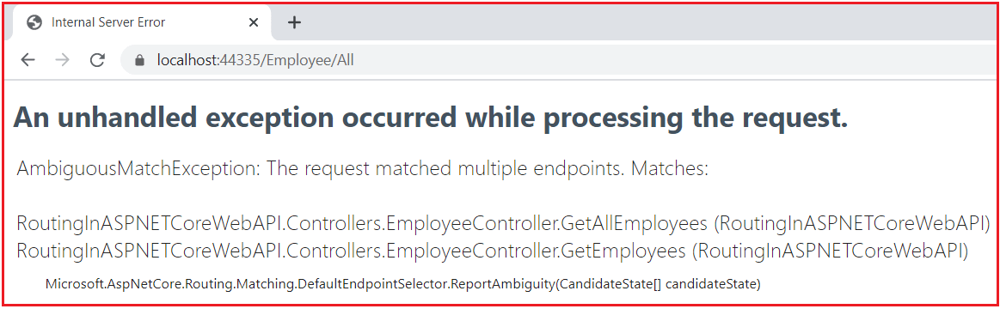 Internal Server Error
localhost:44335/Employee/All
An unhandled exception occurred while processing the request.
AmbiguousMatchException: The request matched multiple endpoints. Matches:
RoutingInASPNETCoreWebAPI.Controllers.EmployeeController.GetAllEmployees (RoutingInASPNETCoreWebAPI)
RoutingInASPNETCoreWebAPI.Controllers.EmployeeController.GetEmployees (RoutingInASPNETCoreWebAPI)
Microsoft.AspNetCore.Routing.Matching.DefaultEndpointSelector.ReportAmbiguity(CandidateState[] candidateState)